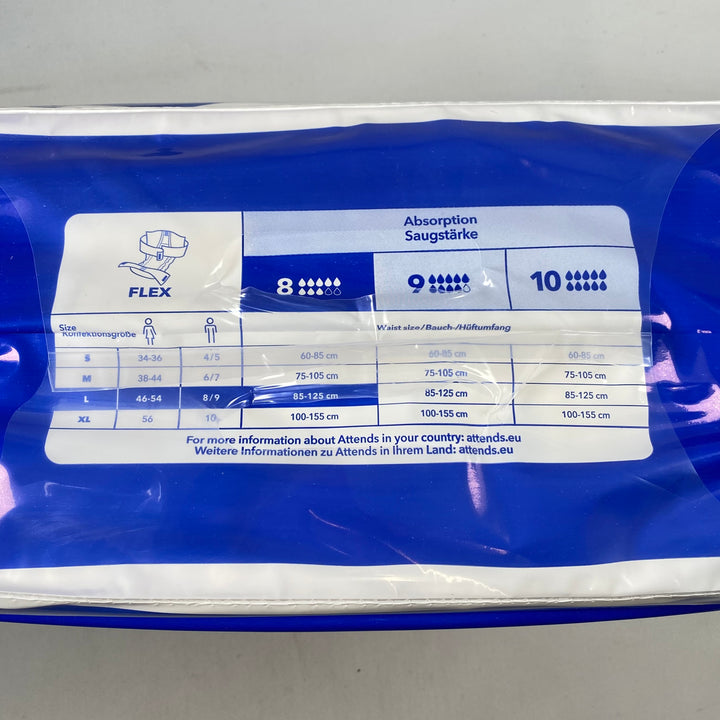 Absorption
Saugstärke
FLEX
8
9
10
Size
Konfektionsgröße
Waist size/Bauch-/Hüftumfang
S 34-36 4/5 60-85 cm 60-85 cm 60-85 cm
M 38-44 6/7 75-105 cm 75-105 cm 75-105 cm
L 46-54 8/9 85-125 cm 85-125 cm 85-125 cm
XL 56 10 100-155 cm 100-155 cm 100-155 cm
For more information about Attends in your country: attends.eu
Weitere Informationen zu Attends in Ihrem Land: attends.eu